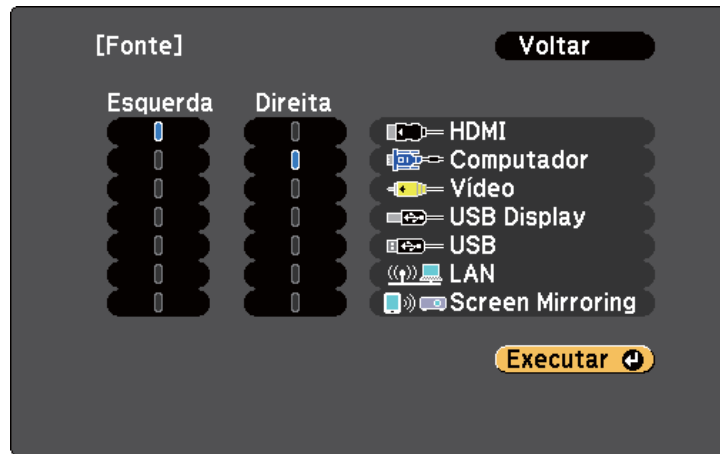 [Fonte] Voltar
Esquerda Direita
HDMI
Computador
Vídeo
USB Display
USB
LAN
Screen Mirroring
Executar